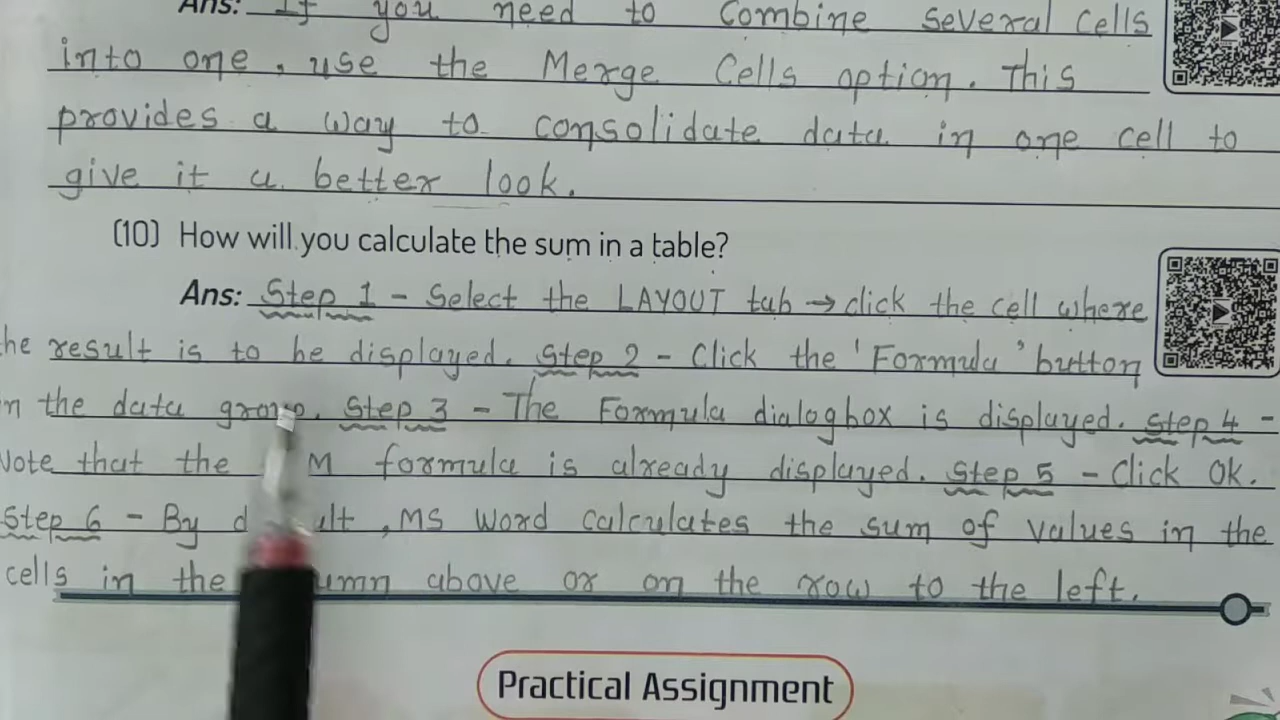 Ans: If you need to combine several cells
into one, use the Merge Cells option. This
provides a way to consolidate data in one cell to
give it a better look.
(10) How will you calculate the sum in a table?
Ans: Step 1 - Select the LAYOUT tab → click the cell where
he result is to be displayed. Step 2 - Click the 'Formula' button
n the data group. Step 3 - The Formula dialogbox is displayed. Step 4 -
Note that the M formula is already displayed. Step 5 - Click Ok.
Step 6 - By d ult, MS Word calculates the sum of values in the
cells in the umn above or on the row to the left.
Practical Assignment